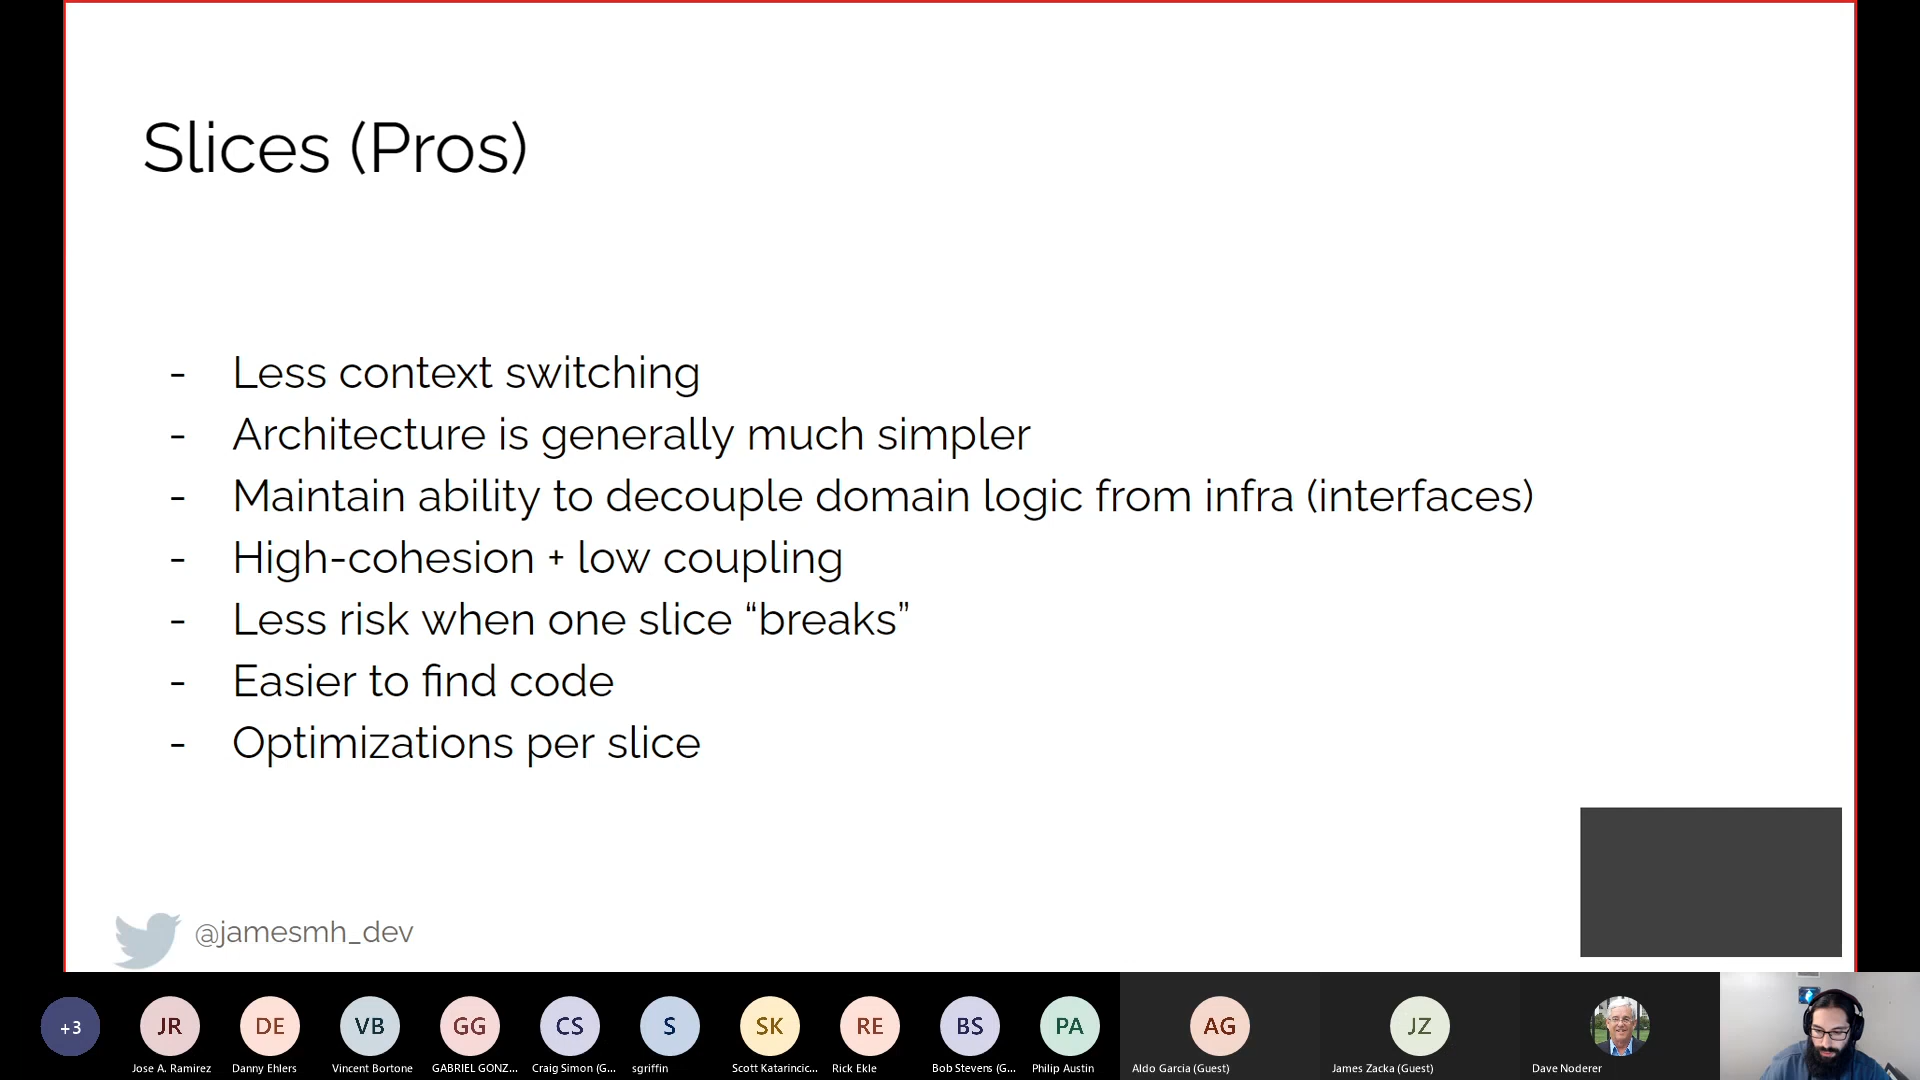 Slices (Pros)
- Less context switching
- Architecture is generally much simpler
- Maintain ability to decouple domain logic from infra (interfaces)
- High-cohesion + low coupling
- Less risk when one slice “breaks”
- Easier to find code
- Optimizations per slice
@jamesmh_dev
+3 JR DE VB GG CS S SK RE BS PA AG JZ
Jose A. Ramirez Danny Ehlers Vincent Bortone GABRIEL GONZ... Craig Simon (G... sgriffin Scott Katarincic... Rick Ekle Bob Stevens (G... Philip Austin Aldo Garcia (Guest) James Zacka (Guest) Dave Noderer